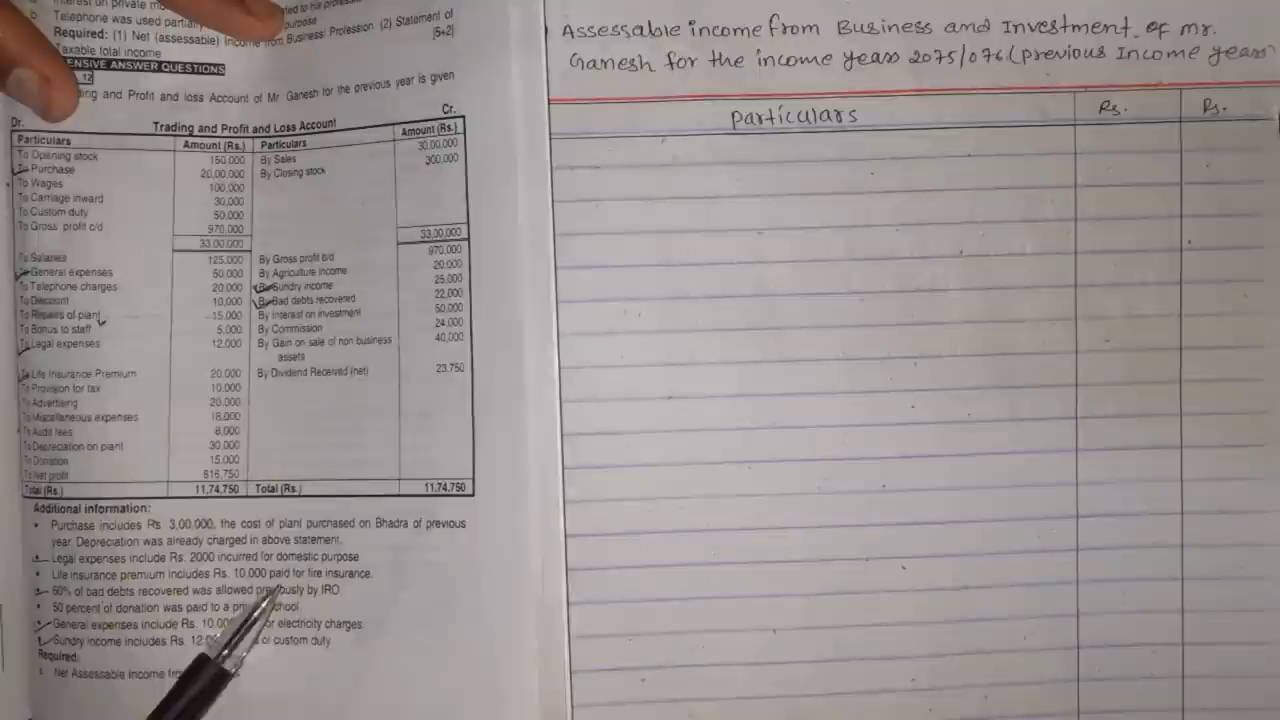 Interest on private
Telephone was used partially purpose
Required: (1) Net (assessable) Income from Business/ Profession. (2) Statement of
Taxable total income [5+2]
ENSIVE ANSWER QUESTIONS
12
ing and Profit and loss Account of Mr Ganesh for the previous year is given
Dr. Trading and Profit and Loss Account Cr.
Particulars Amount (Rs.) Particulars Amount (Rs.)
To Opening stock 150,000 By Sales 30,00,000
To Purchase 20,00,000 By Closing stock 300,000
To Wages 100,000
To Carriage inward 30,000
To Custom duty 50,000
To Gross profit c/d 970,000
33,00,000 33,00,000
To Salaries 125,000 By Gross profit b/d 970,000
To General expenses 50,000 By Agriculture income 20,000
To Telephone charges 20,000 By Sundry income 25,000
To Discount 10,000 By Bad debts recovered 22,000
To Repairs of plant 15,000 By Interest on investment 50,000
To Bonus to staff 5,000 By Commission 24,000
To Legal expenses 12,000 By Gain on sale of non business assets 40,000
To Life Insurance Premium 20,000 By Dividend Received (net) 23,750
To Provision for tax 10,000
To Advertising 20,000
To Miscellaneous expenses 18,000
To Audit fees 8,000
To Depreciation on plant 30,000
To Donation 15,000
To Net profit 816,750
Total (Rs.) 11,74,750 Total (Rs.) 11,74,750
Additional information:
Purchase includes Rs. 3,00,000, the cost of plant purchased on Bhadra of previous
year. Depreciation was already charged in above statement.
Legal expenses include Rs. 2000 incurred for domestic purpose
Life insurance premium includes Rs. 10,000 paid for fire insurance.
60% of bad debts recovered was allowed previously by IRO
50 percent of donation was paid to a school.
General expenses include Rs. 10,00 or electricity charges.
Sundry income includes Rs. 12,0 of custom duty
Required:
Net Assessable Income
Assessable income from Business and Investment of mr.
Ganesh for the income year 2075/076 (previous Income year)
particulars Rs. Rs.